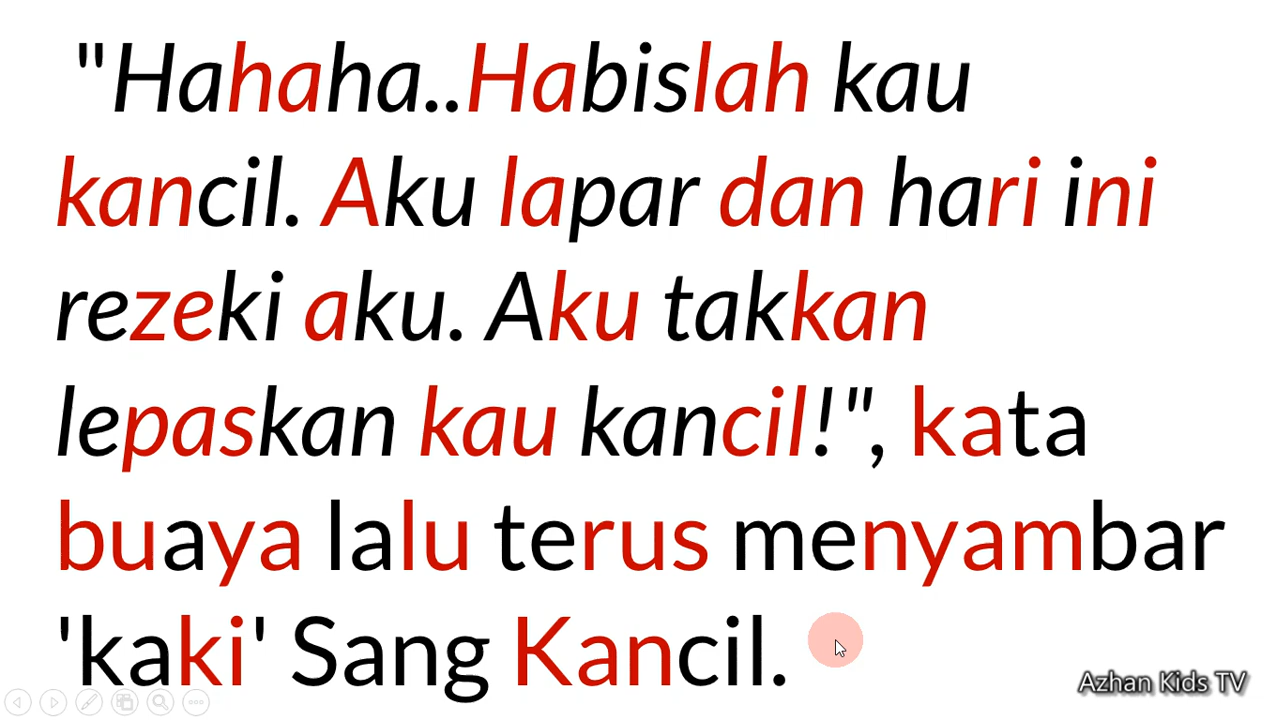 "Hahaha..Habislah kau
kancil. Aku lapar dan hari ini
rezeki aku. Aku takkan
lepaskan kau kancil!", kata
buaya lalu terus menyambar
'kaki' Sang Kancil.
Azhan Kids TV